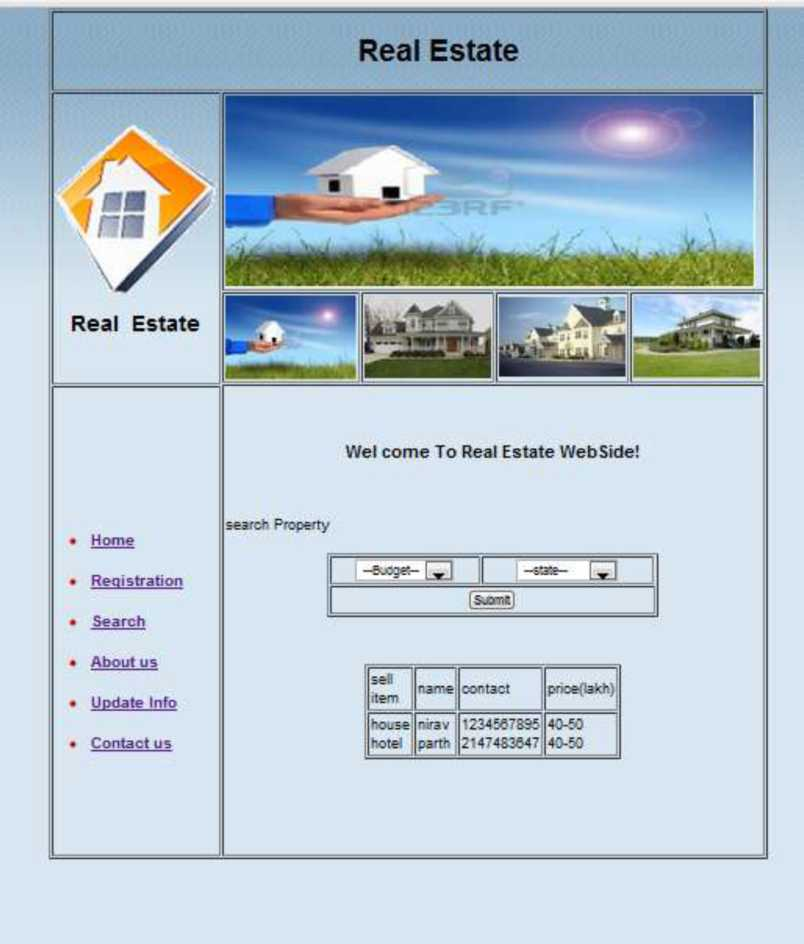 Real Estate
Real Estate
Wel come To Real Estate WebSide!
search Property
--Budget-- --state--
Submit
Home
Registration
Search
About us
Update Info
Contact us
sell item name contact price(lakh)
house nirav 1234567895 40-50
hotel parth 2147483647 40-50